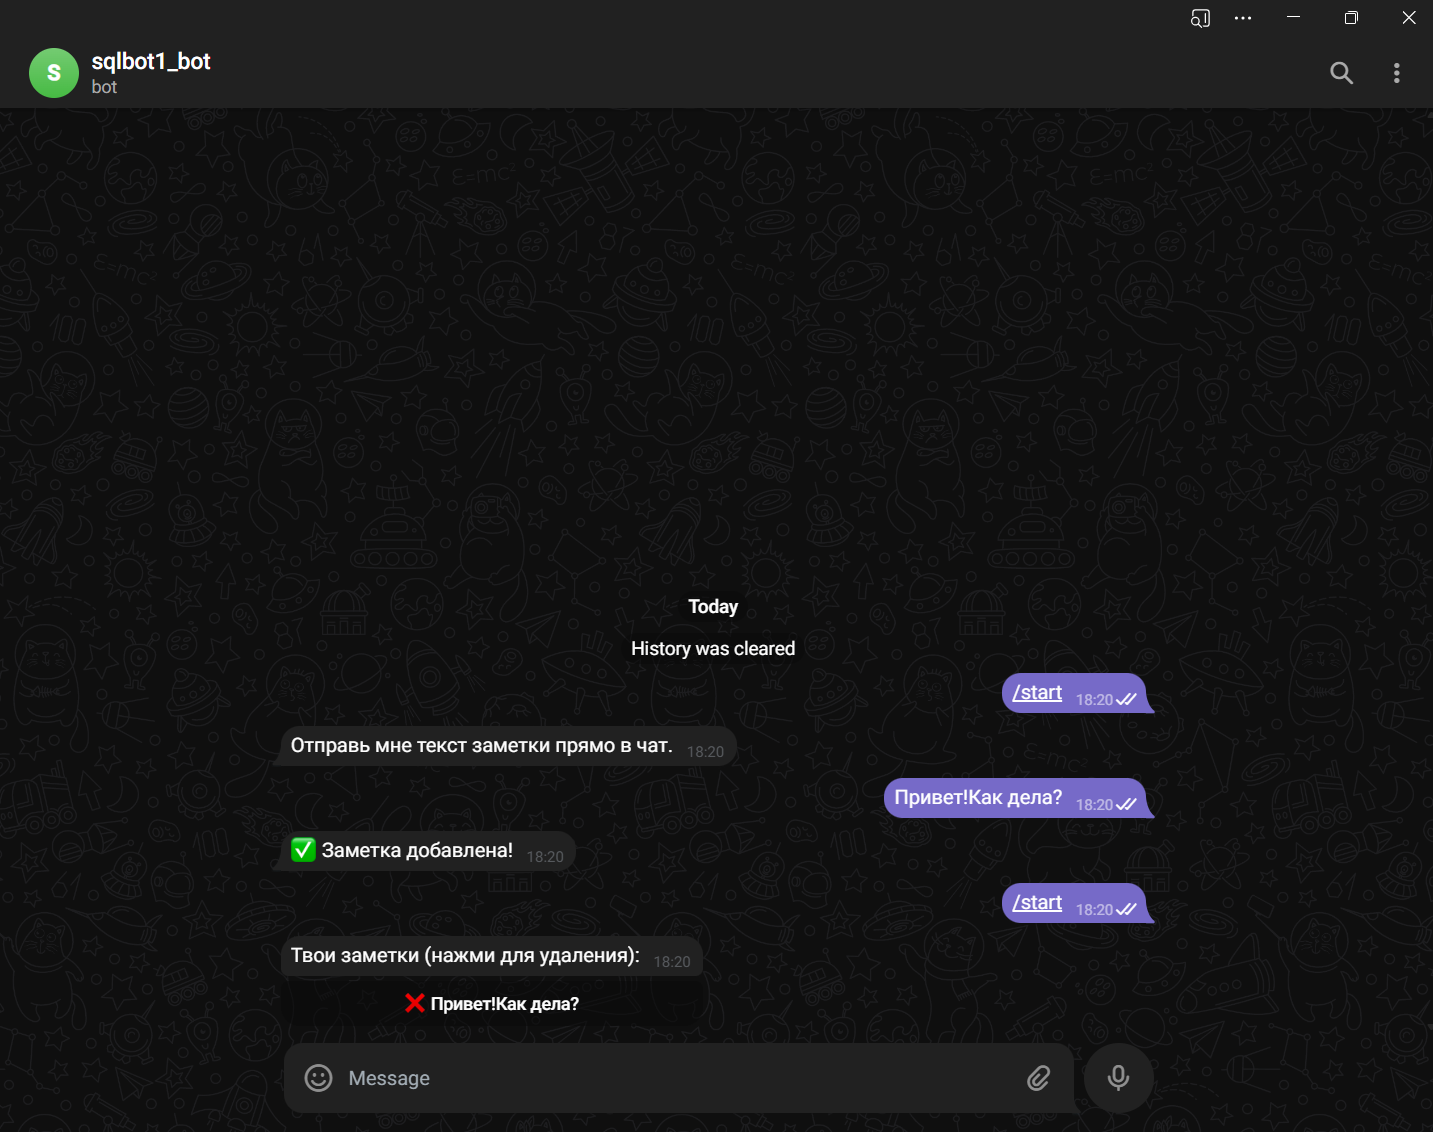 S
sqlbot1_bot
bot
Today
History was cleared
/start 18:20
Отправь мне текст заметки прямо в чат. 18:20
Привет!Как дела? 18:20
✅ Заметка добавлена! 18:20
/start 18:20
Твои заметки (нажми для удаления): 18:20
❌ Привет!Как дела?
Message